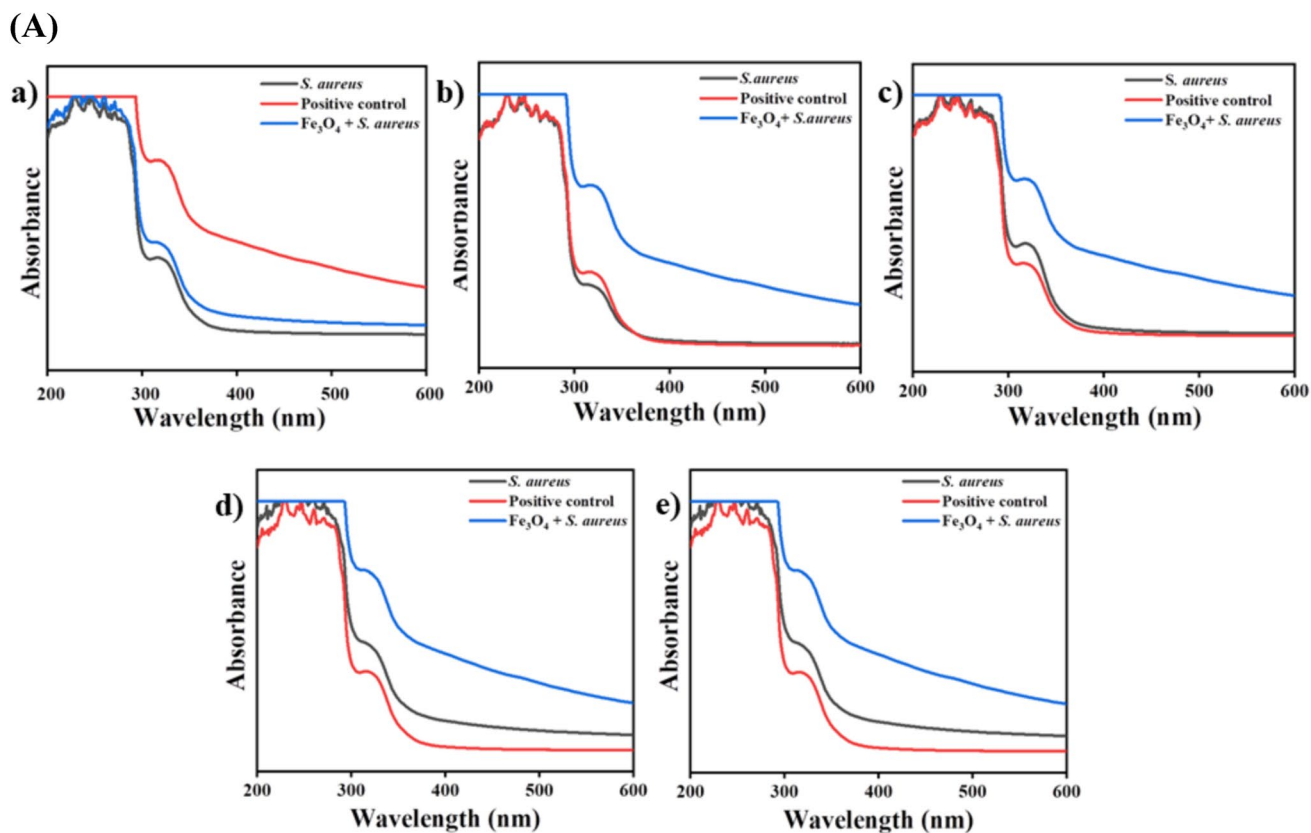 (A)
a)
S. aureus
Positive control
Fe₃O₄ + S. aureus
Absorbance
200 300 400 500 600
Wavelength (nm)
b)
S.aureus
Positive control
Fe₃O₄+ S.aureus
Absorbance
200 300 400 500 600
Wavelength (nm)
c)
S. aureus
Positive control
Fe₃O₄ + S. aureus
Absorbance
200 300 400 500 600
Wavelength (nm)
d)
S. aureus
Positive control
Fe₃O₄ + S. aureus
Absorbance
200 300 400 500 600
Wavelength (nm)
e)
S. aureus
Positive control
Fe₃O₄ + S. aureus
Absorbance
200 300 400 500 600
Wavelength (nm)